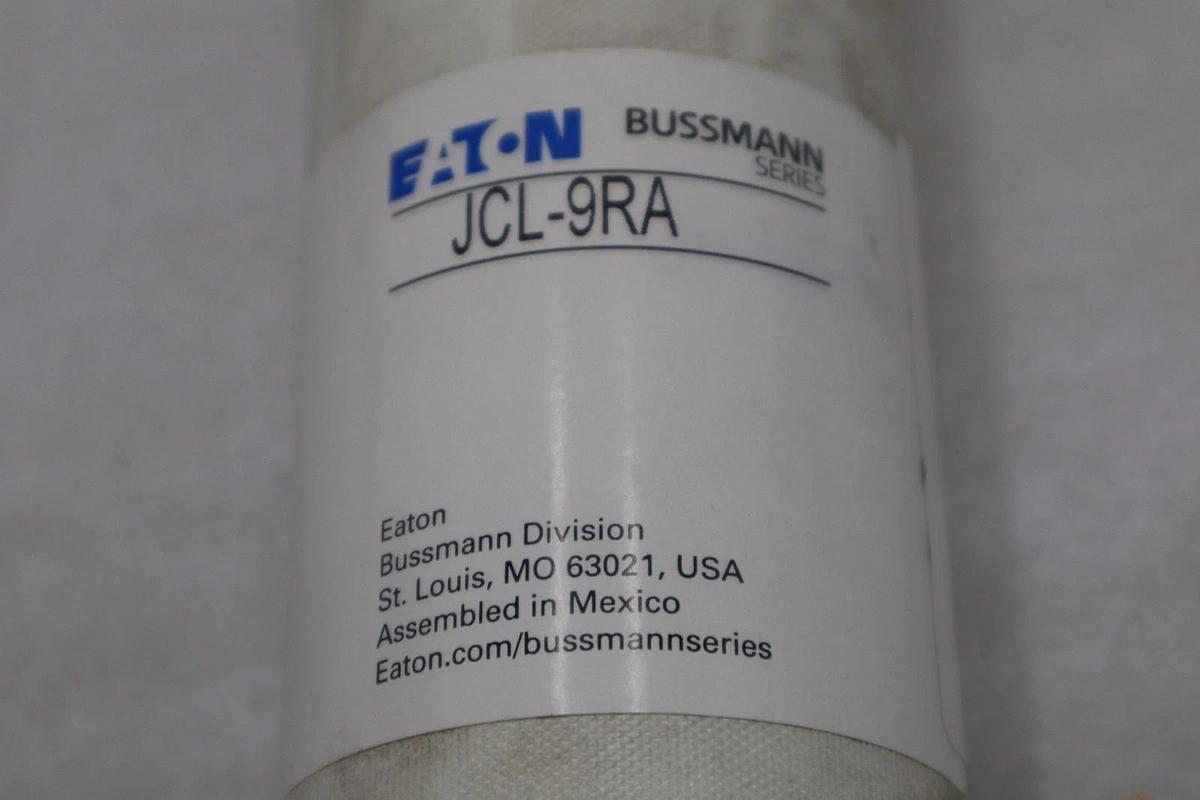 EATON BUSSMANN
SERIES
JCL-9RA
Eaton
Bussmann Division
St. Louis, MO 63021, USA
Assembled in Mexico
Eaton.com/bussmannseries